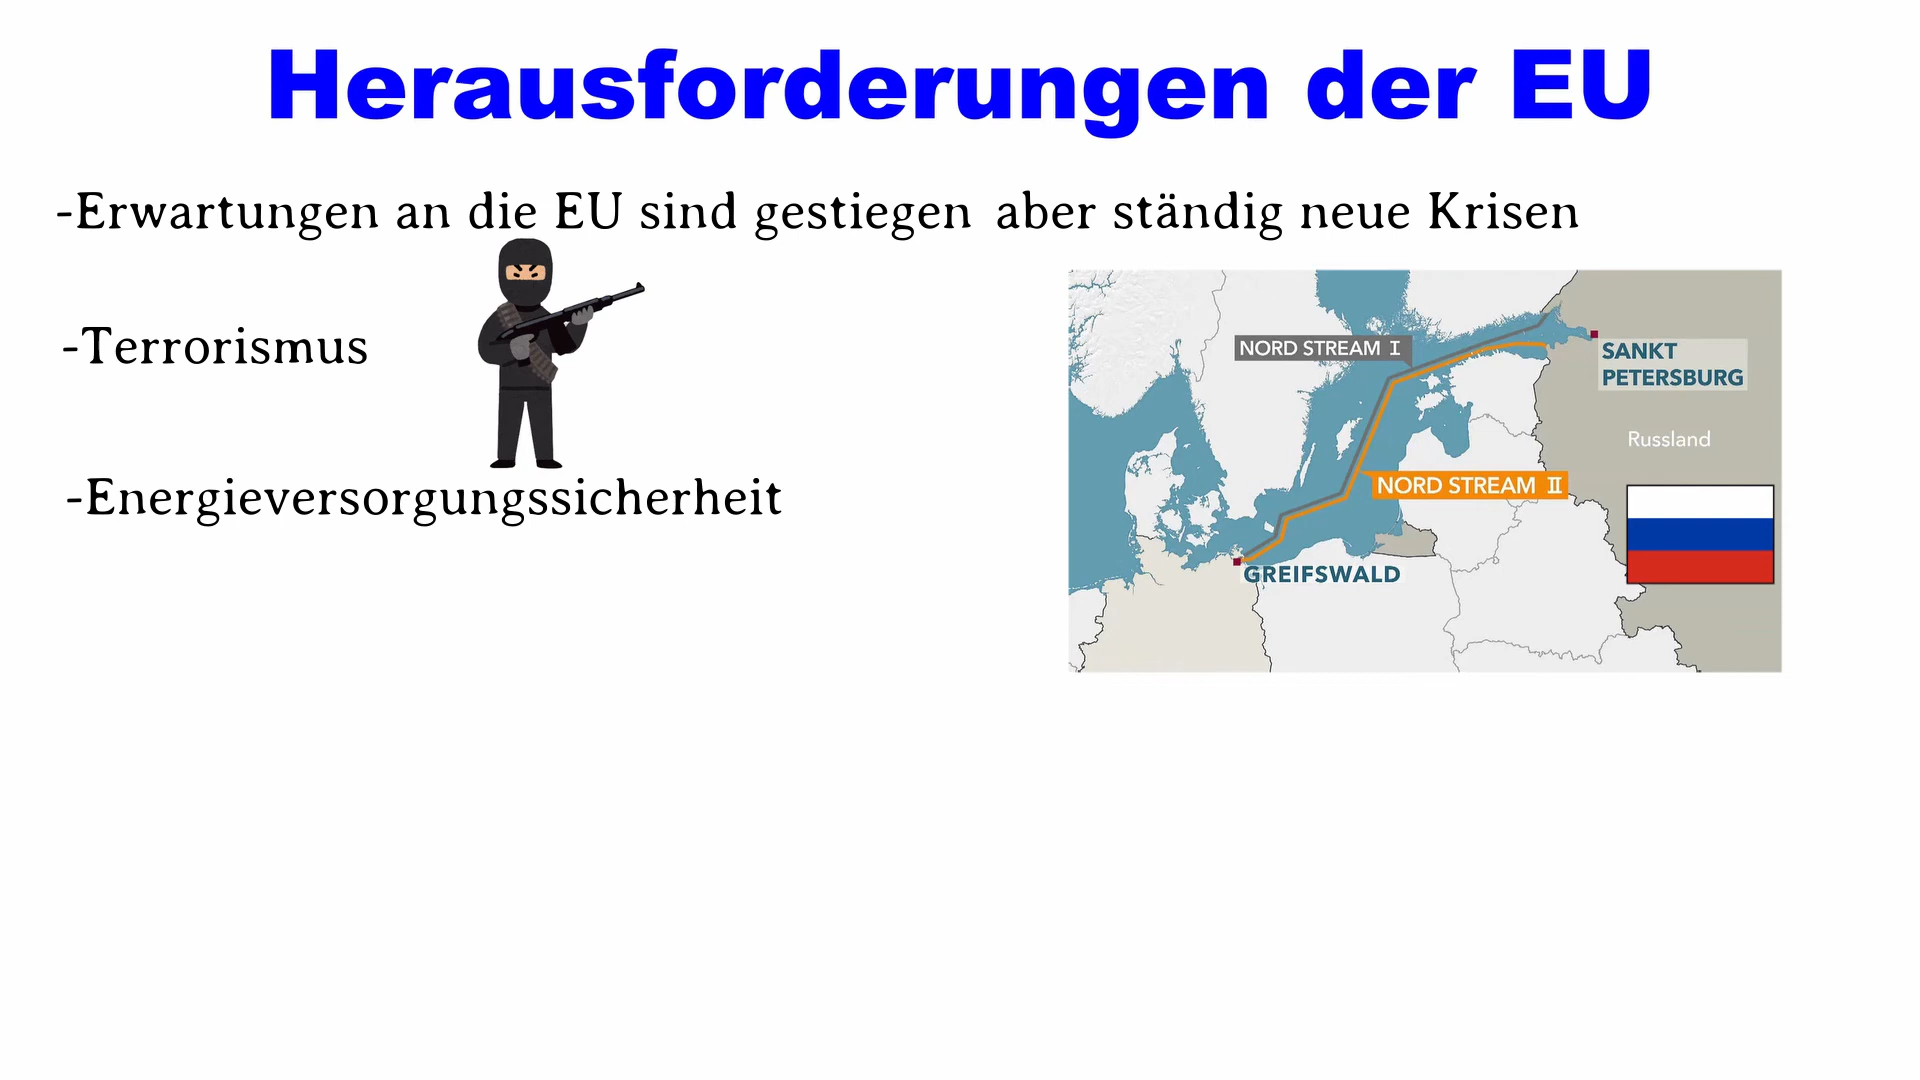 Herausforderungen der EU
-Erwartungen an die EU sind gestiegen aber ständig neue Krisen
-Terrorismus
-Energieversorgungssicherheit
NORD STREAM I
SANKT
PETERSBURG
Russland
NORD STREAM II
GREIFSWALD